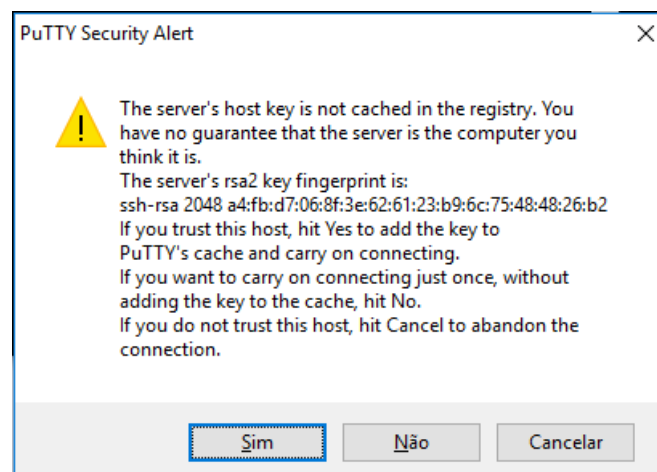 PuTTY Security Alert
The server's host key is not cached in the registry. You
have no guarantee that the server is the computer you
think it is.
The server's rsa2 key fingerprint is:
ssh-rsa 2048 a4:fb:d7:06:8f:3e:62:61:23:b9:6c:75:48:48:26:b2
If you trust this host, hit Yes to add the key to
PuTTY's cache and carry on connecting.
If you want to carry on connecting just once, without
adding the key to the cache, hit No.
If you do not trust this host, hit Cancel to abandon the
connection.
Sim
Não
Cancelar